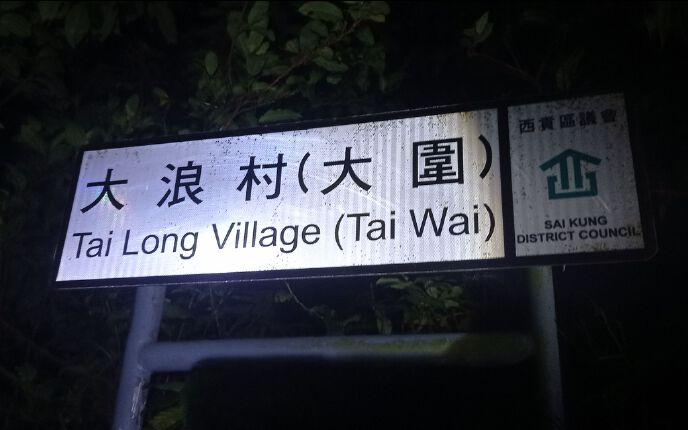 大浪村(大圍)
Tai Long Village (Tai Wai)
西貢區議會
SAI KUNG
DISTRICT COUNCIL